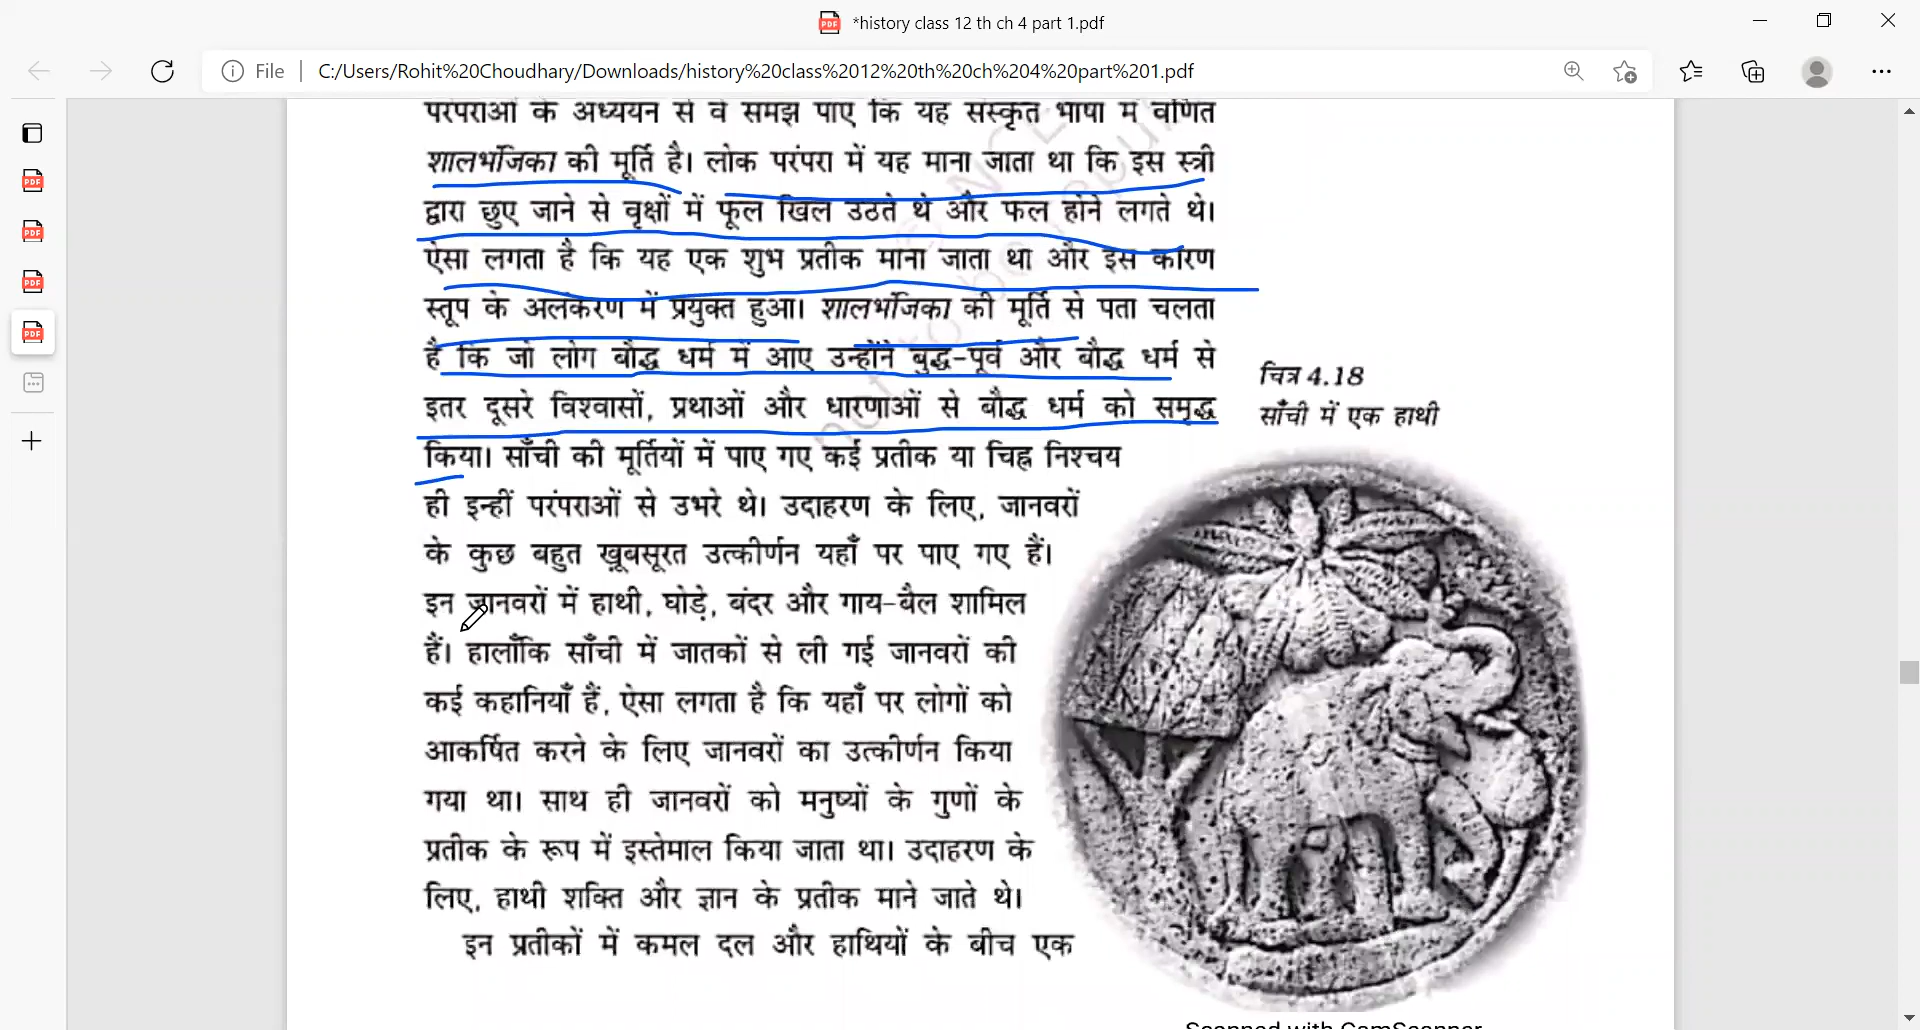 *history class 12 th ch 4 part 1.pdf
File | C:/Users/Rohit%20Choudhary/Downloads/history%20class%2012%20th%20ch%204%20part%201.pdf
परंपराओं के अध्ययन से वे समझ पाए कि यह संस्कृत भाषा में वर्णित
शालभंजिका की मूर्ति है। लोक परंपरा में यह माना जाता था कि इस स्त्री
द्वारा छुए जाने से वृक्षों में फूल खिल उठते थे और फल होने लगते थे।
ऐसा लगता है कि यह एक शुभ प्रतीक माना जाता था और इस कारण
स्तूप के अलंकरण में प्रयुक्त हुआ। शालभंजिका की मूर्ति से पता चलता
है कि जो लोग बौद्ध धर्म में आए उन्होंने बुद्ध-पूर्व और बौद्ध धर्म से
इतर दूसरे विश्वासों, प्रथाओं और धारणाओं से बौद्ध धर्म को समृद्ध
किया। साँची की मूर्तियों में पाए गए कई प्रतीक या चिह्न निश्चय
ही इन्हीं परंपराओं से उभरे थे। उदाहरण के लिए, जानवरों
के कुछ बहुत खूबसूरत उत्कीर्णन यहाँ पर पाए गए हैं।
इन जानवरों में हाथी, घोड़े, बंदर और गाय-बैल शामिल
हैं। हालाँकि साँची में जातकों से ली गई जानवरों की
कई कहानियाँ हैं, ऐसा लगता है कि यहाँ पर लोगों को
आकर्षित करने के लिए जानवरों का उत्कीर्णन किया
गया था। साथ ही जानवरों को मनुष्यों के गुणों के
प्रतीक के रूप में इस्तेमाल किया जाता था। उदाहरण के
लिए, हाथी शक्ति और ज्ञान के प्रतीक माने जाते थे।
इन प्रतीकों में कमल दल और हाथियों के बीच एक
चित्र 4.18
साँची में एक हाथी
Scanned with CamScanner